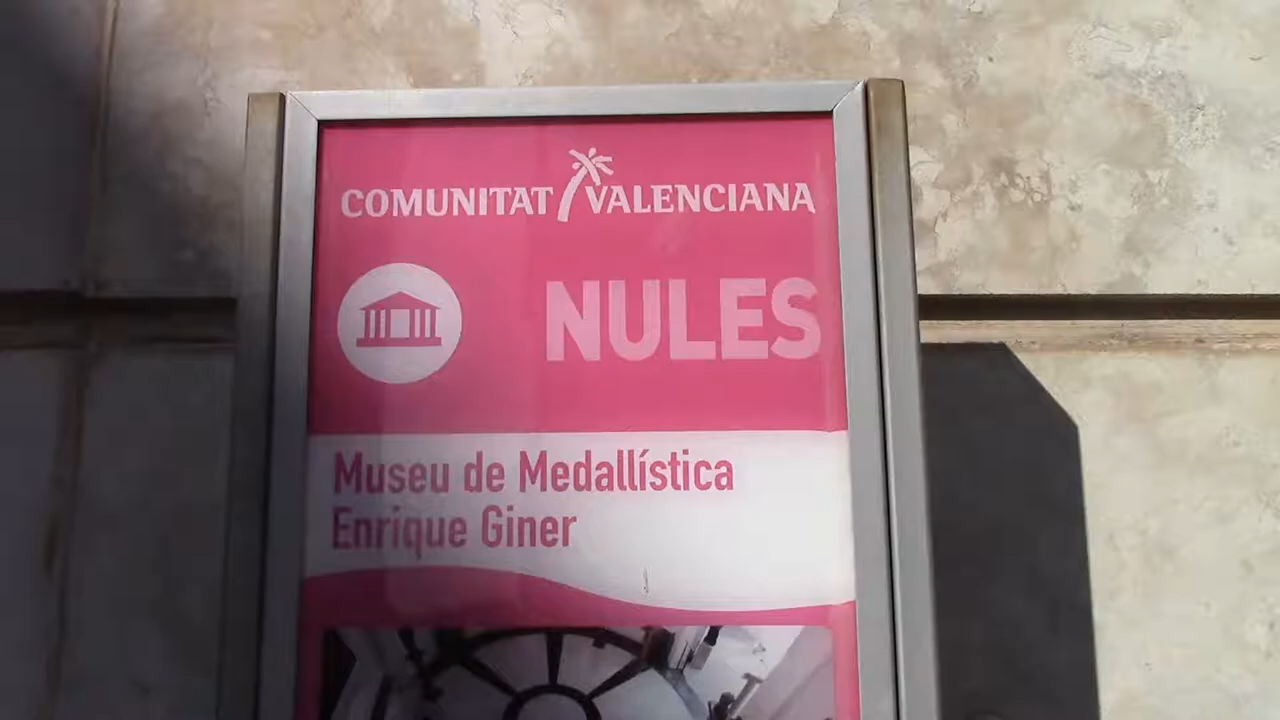 COMUNITAT VALENCIANA
NULES
Museu de Medallística
Enrique Giner